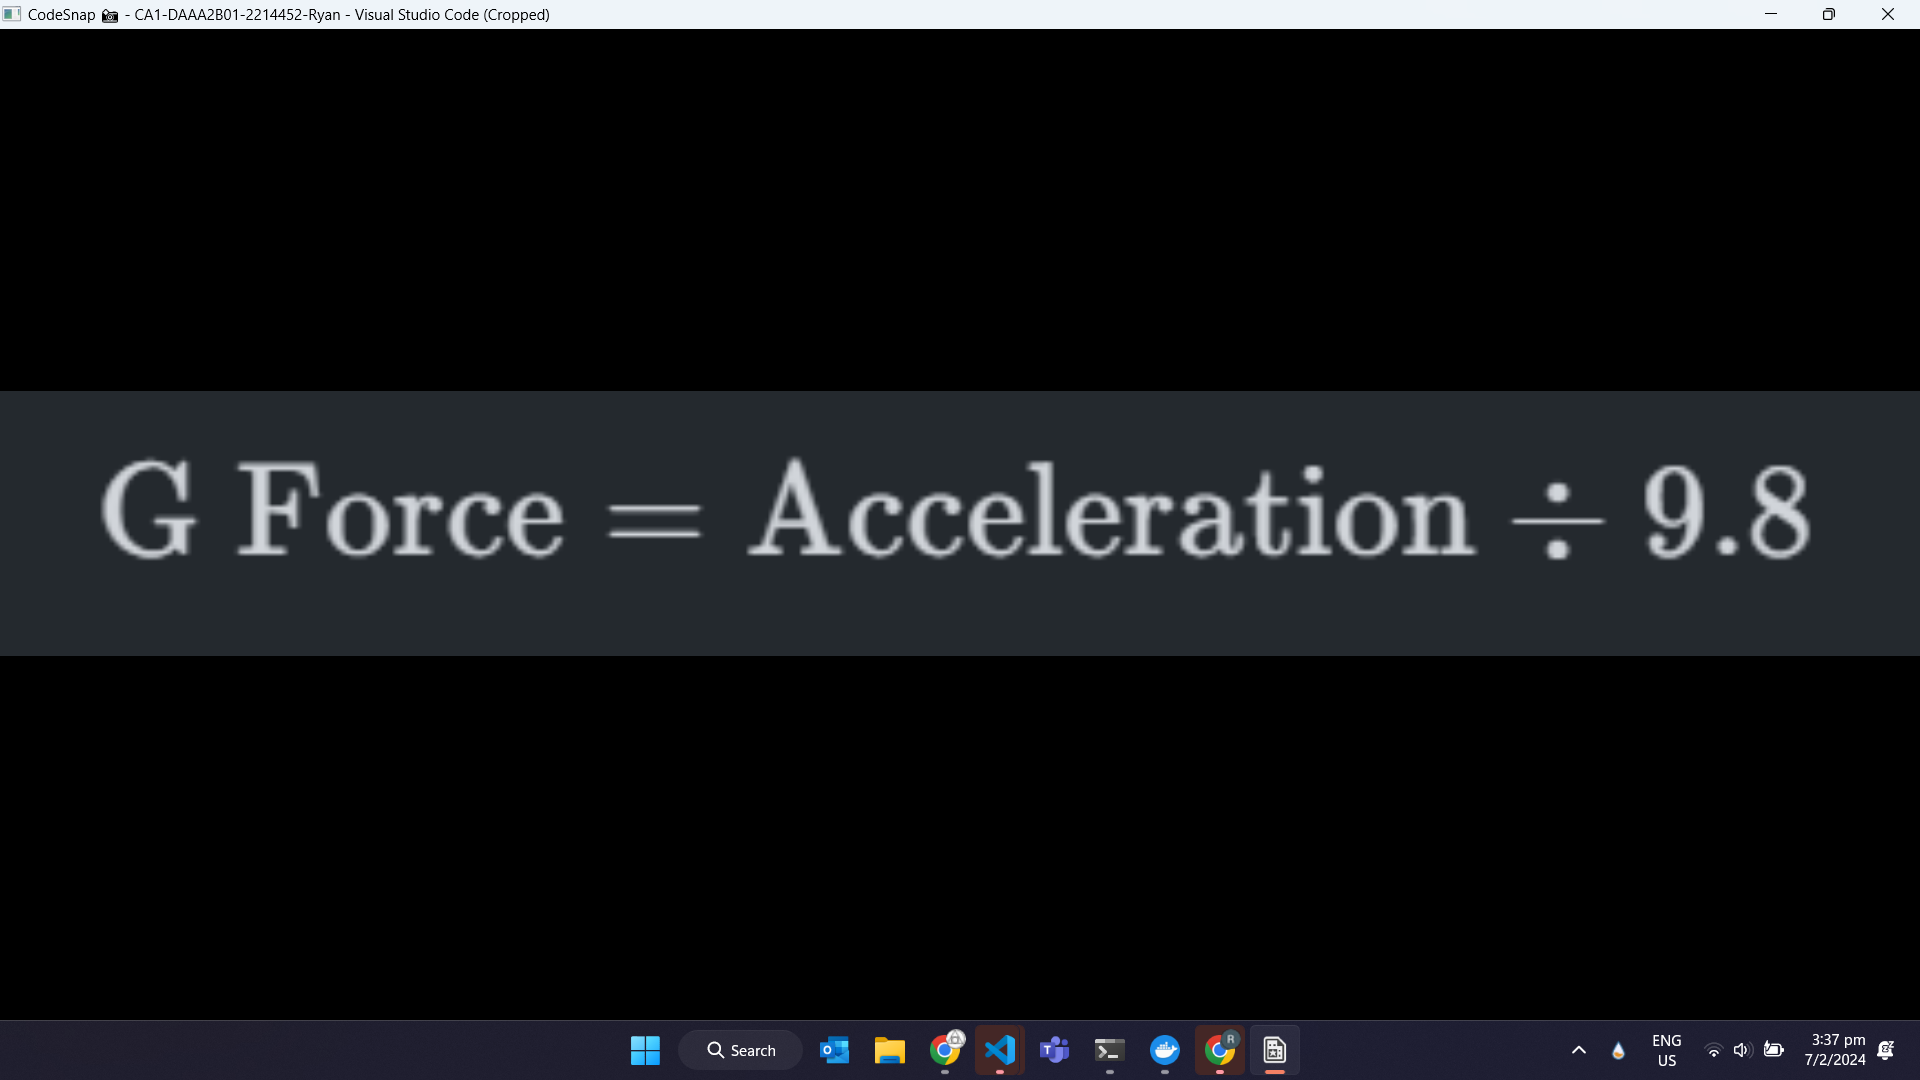 CodeSnap 📷 - CA1-DAAA2B01-2214452-Ryan - Visual Studio Code (Cropped)
G Force = Acceleration ÷ 9.8
Search
R
ENG
US
3:37 pm
7/2/2024